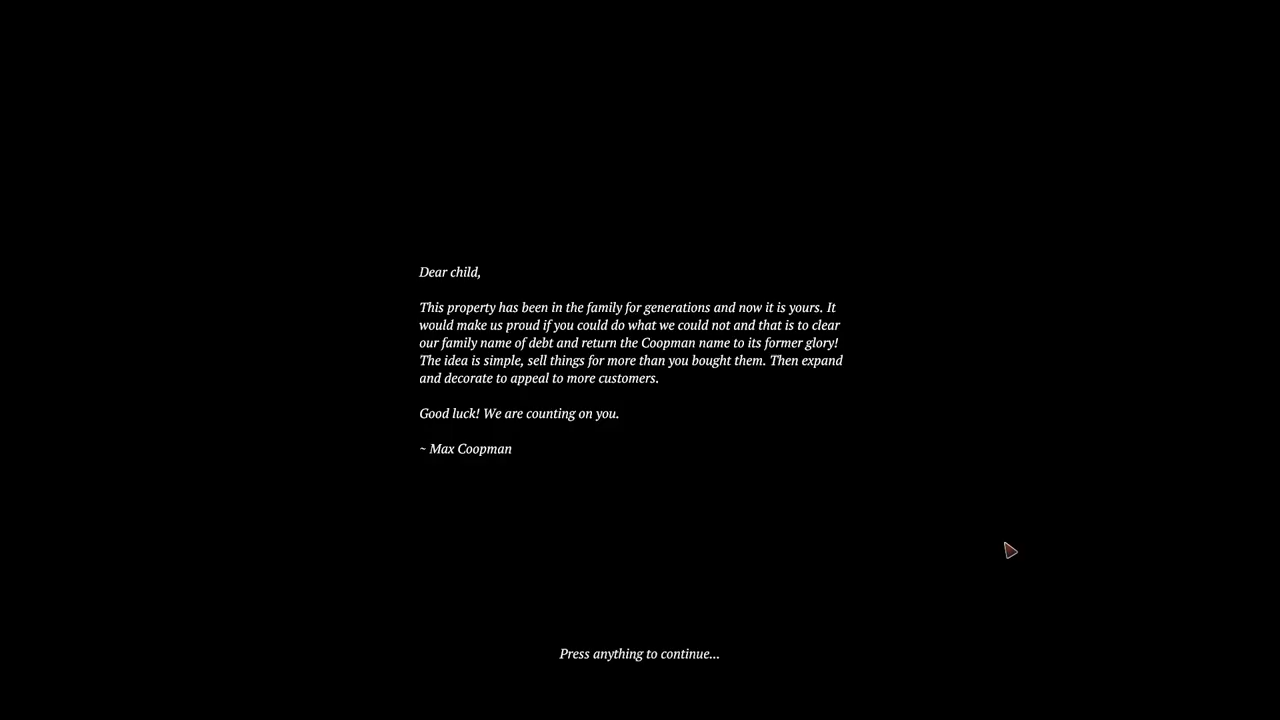 Dear child,
This property has been in the family for generations and now it is yours. It
would make us proud if you could do what we could not and that is to clear
our family name of debt and return the Coopman name to its former glory!
The idea is simple, sell things for more than you bought them. Then expand
and decorate to appeal to more customers.
Good luck! We are counting on you.
~ Max Coopman
Press anything to continue...